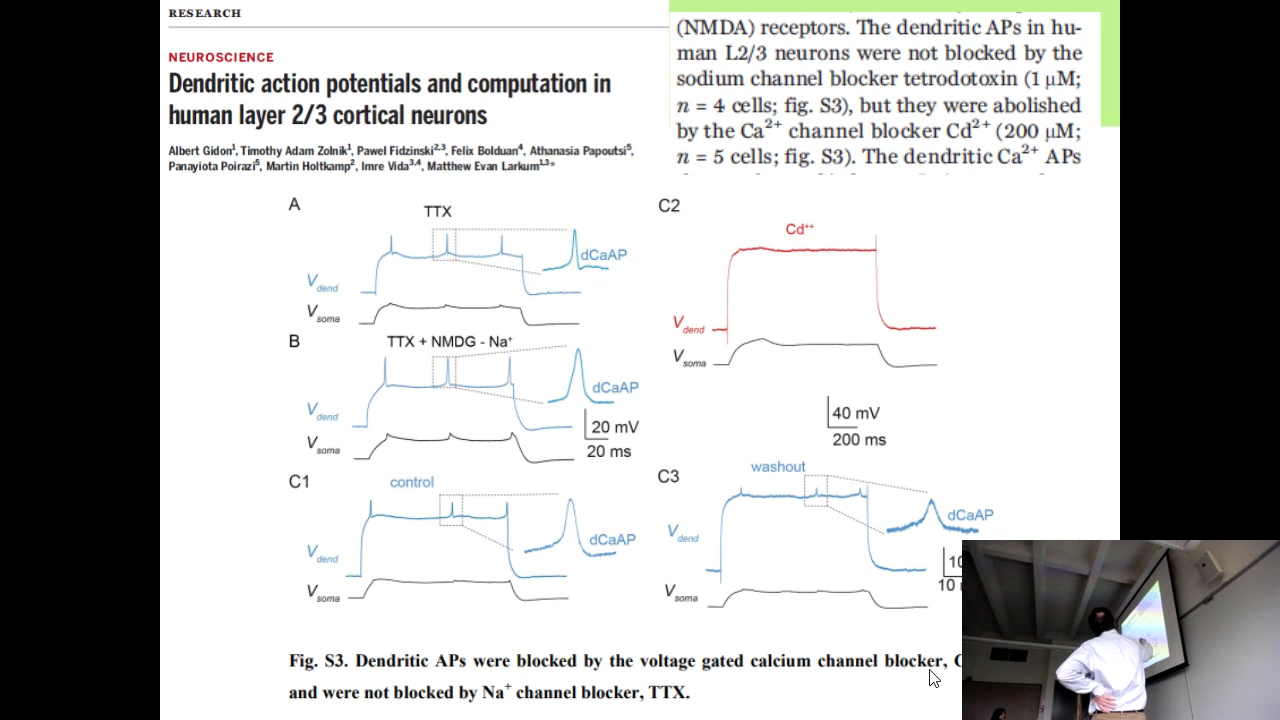 RESEARCH
NEUROSCIENCE
Dendritic action potentials and computation in
human layer 2/3 cortical neurons
Albert Gidon¹, Timothy Adam Zolnik¹, Pawel Fidzinski²,³, Felix Bolduan⁴, Athanasia Papoutsi⁵,
Panayiota Poirazi⁵, Martin Holtkamp², Imre Vida³,⁴, Matthew Evan Larkum¹,³*
(NMDA) receptors. The dendritic APs in hu-
man L2/3 neurons were not blocked by the
sodium channel blocker tetrodotoxin (1 μM;
n = 4 cells; fig. S3), but they were abolished
by the Ca²⁺ channel blocker Cd²⁺ (200 μM;
n = 5 cells; fig. S3). The dendritic Ca²⁺ APs
A
TTX
dCaAP
Vdend
Vsoma
B
TTX + NMDG - Na⁺
dCaAP
Vdend
Vsoma
20 mV
20 ms
C1
control
dCaAP
Vdend
Vsoma
C2
Cd⁺⁺
Vdend
Vsoma
40 mV
200 ms
C3
washout
dCaAP
Vdend
Vsoma
10
10
Fig. S3. Dendritic APs were blocked by the voltage gated calcium channel blocker,
and were not blocked by Na⁺ channel blocker, TTX.